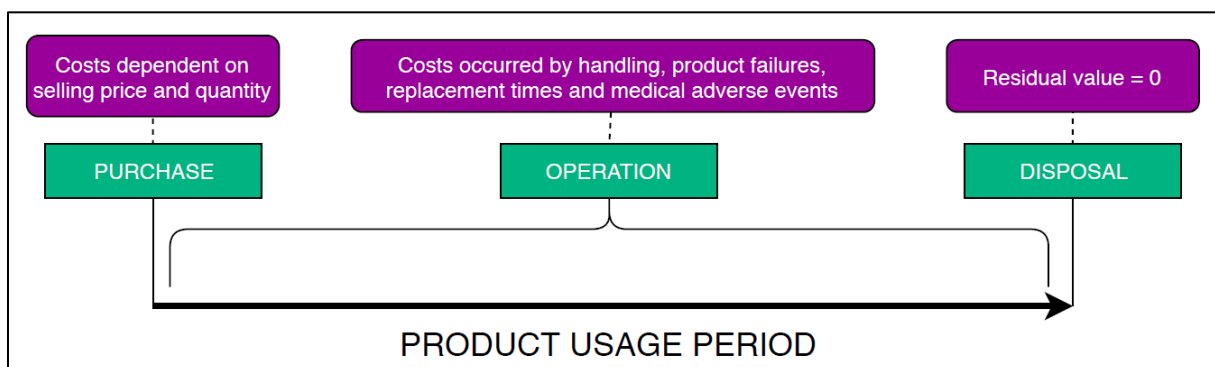 Costs dependent on
selling price and quantity
Costs occurred by handling, product failures,
replacement times and medical adverse events
Residual value = 0
PURCHASE
OPERATION
DISPOSAL
PRODUCT USAGE PERIOD